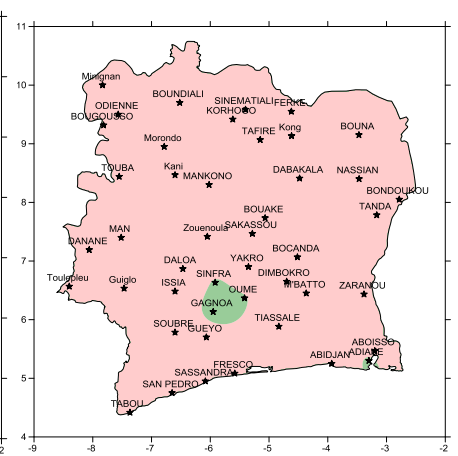 11
10
9
8
7
6
5
4
Minignan
ODIENNE
BOUGOUSSO
BOUNDIALI
SINEMATIALI
FERKE
KORHOGO
Kong
TAFIRE
BOUNA
Morondo
TOUBA
Kani
MANKONO
DABAKALA
NASSIAN
BONDOUKOU
TANDA
BOUAKE
SAKASSOU
Zouenoula
MAN
DANANE
BOCANDA
YAKRO
DALOA
SINFRA
DIMBOKRO
M'BATTO
ZARANOU
Toulepleu
Guiglo
ISSIA
OUME
GAGNOA
TIASSALE
SOUBRE
GUEYO
ABOISSO
ADIAKE
ABIDJAN
FRESCO
SASSANDRA
SAN PEDRO
TABOU
-9 -8 -7 -6 -5 -4 -3 -2
2